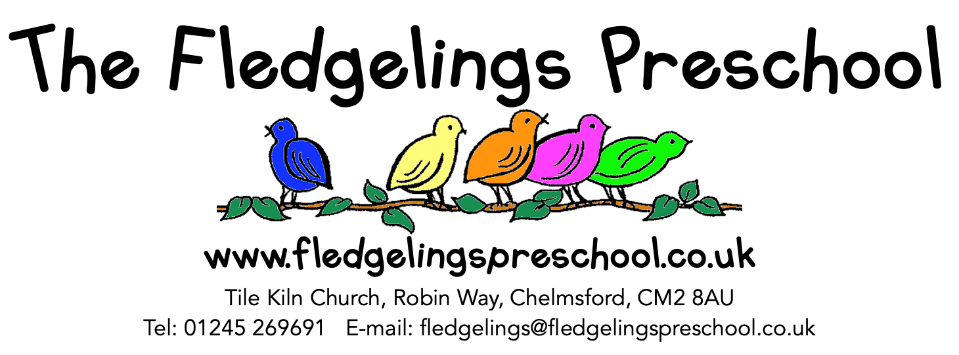 The Fledgelings Preschool
www.fledgelingspreschool.co.uk
Tile Kiln Church, Robin Way, Chelmsford, CM2 8AU
Tel: 01245 269691 E-mail: fledgelings@fledgelingspreschool.co.uk